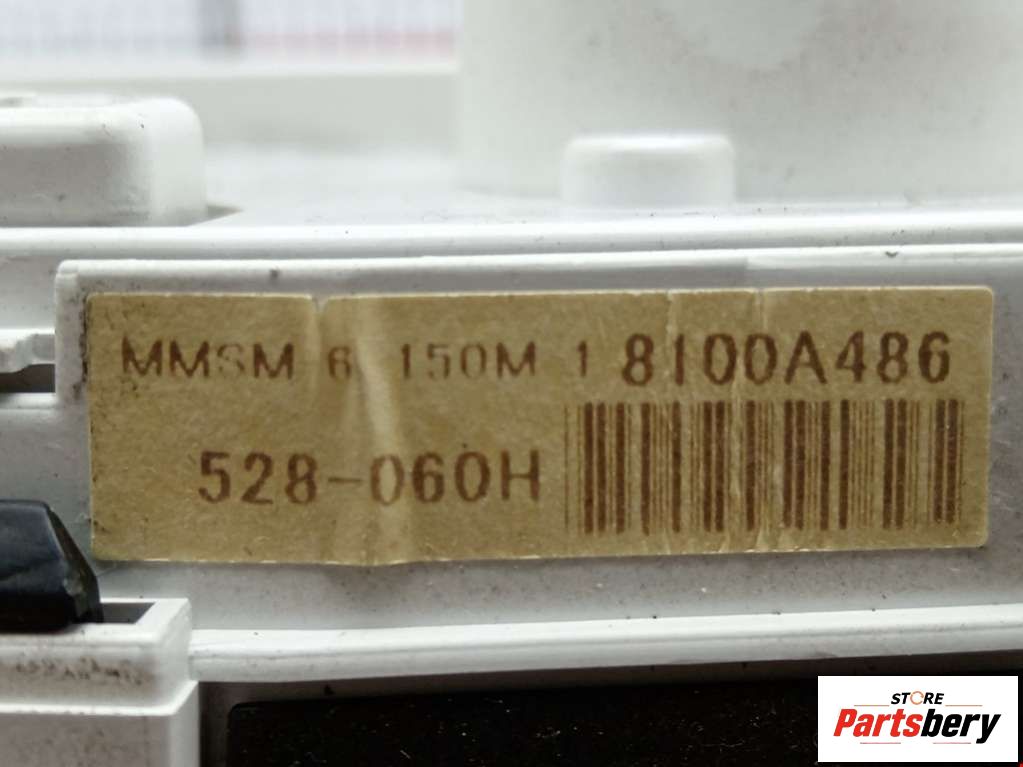 MMSM 6 150M 1 8100A486
528-060H
STORE
Partsbery